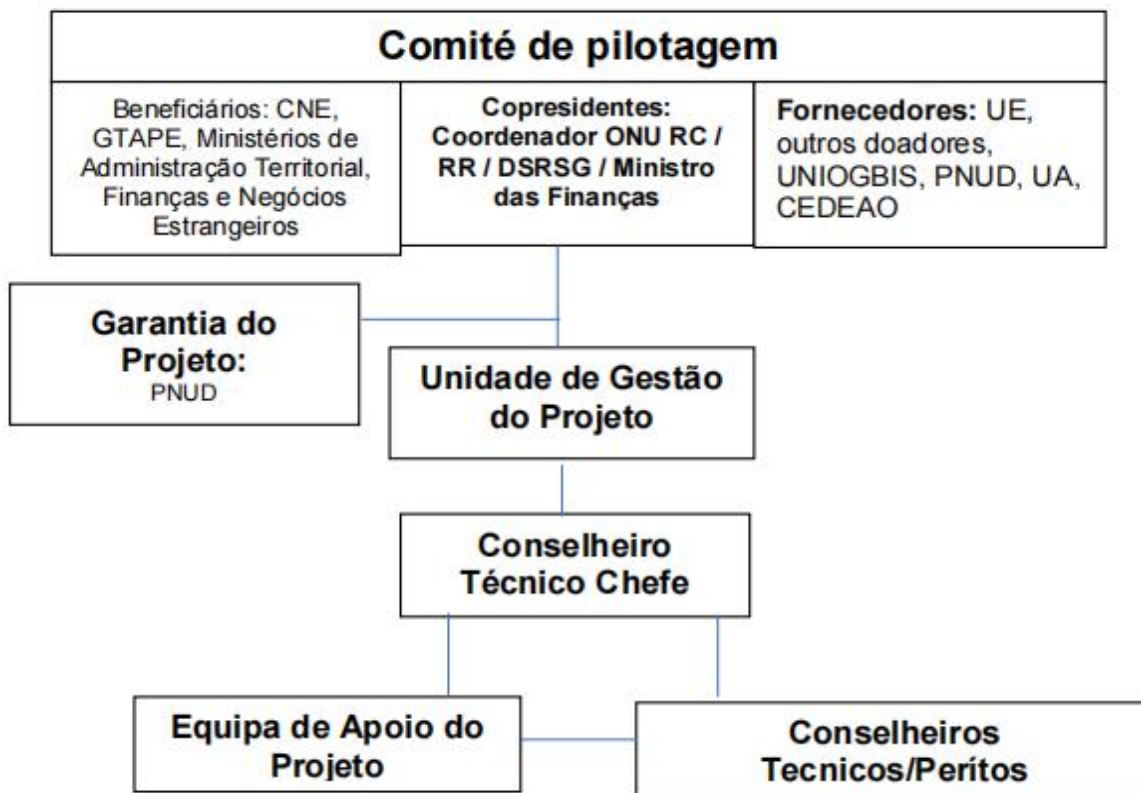 Comité de pilotagem
Beneficiários: CNE,
GTAPE, Ministérios de
Administração Territorial,
Finanças e Negócios
Estrangeiros
Copresidentes:
Coordenador ONU RC /
RR / DSRSG / Ministro
das Finanças
Fornecedores: UE,
outros doadores,
UNIOGBIS, PNUD, UA,
CEDEAO
Garantia do
Projeto:
PNUD
Unidade de Gestão
do Projeto
Conselheiro
Técnico Chefe
Equipa de Apoio do
Projeto
Conselheiros
Tecnicos/Perítos